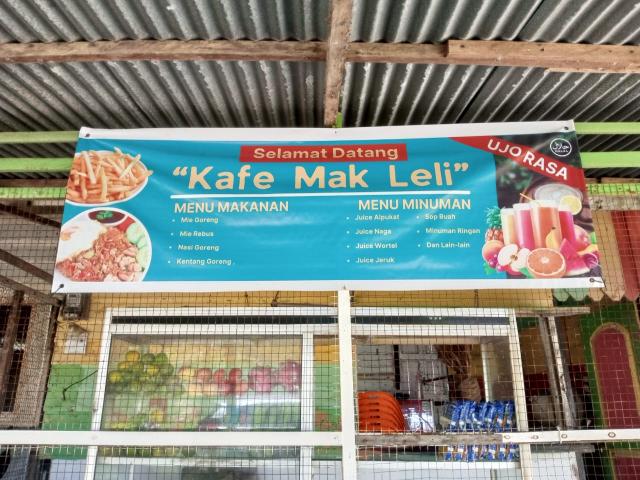 Selamat Datang
"Kafe Mak Leli"
UJO RASA
MENU MAKANAN
• Mie Goreng
• Mie Rebus
• Nasi Goreng
• Kentang Goreng
MENU MINUMAN
• Juice Alpukat
• Juice Naga
• Juice Wortel
• Juice Jeruk
• Sop Buah
• Minuman Ringan
• Dan Lain-lain